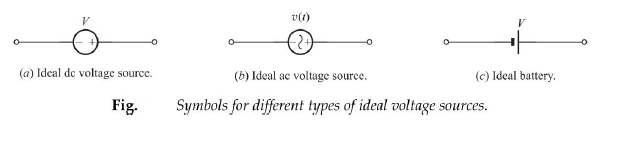 V
- +
(a) Ideal dc voltage source.
v(t)
- +
(b) Ideal ac voltage source.
V
(c) Ideal battery.
Fig. Symbols for different types of ideal voltage sources.